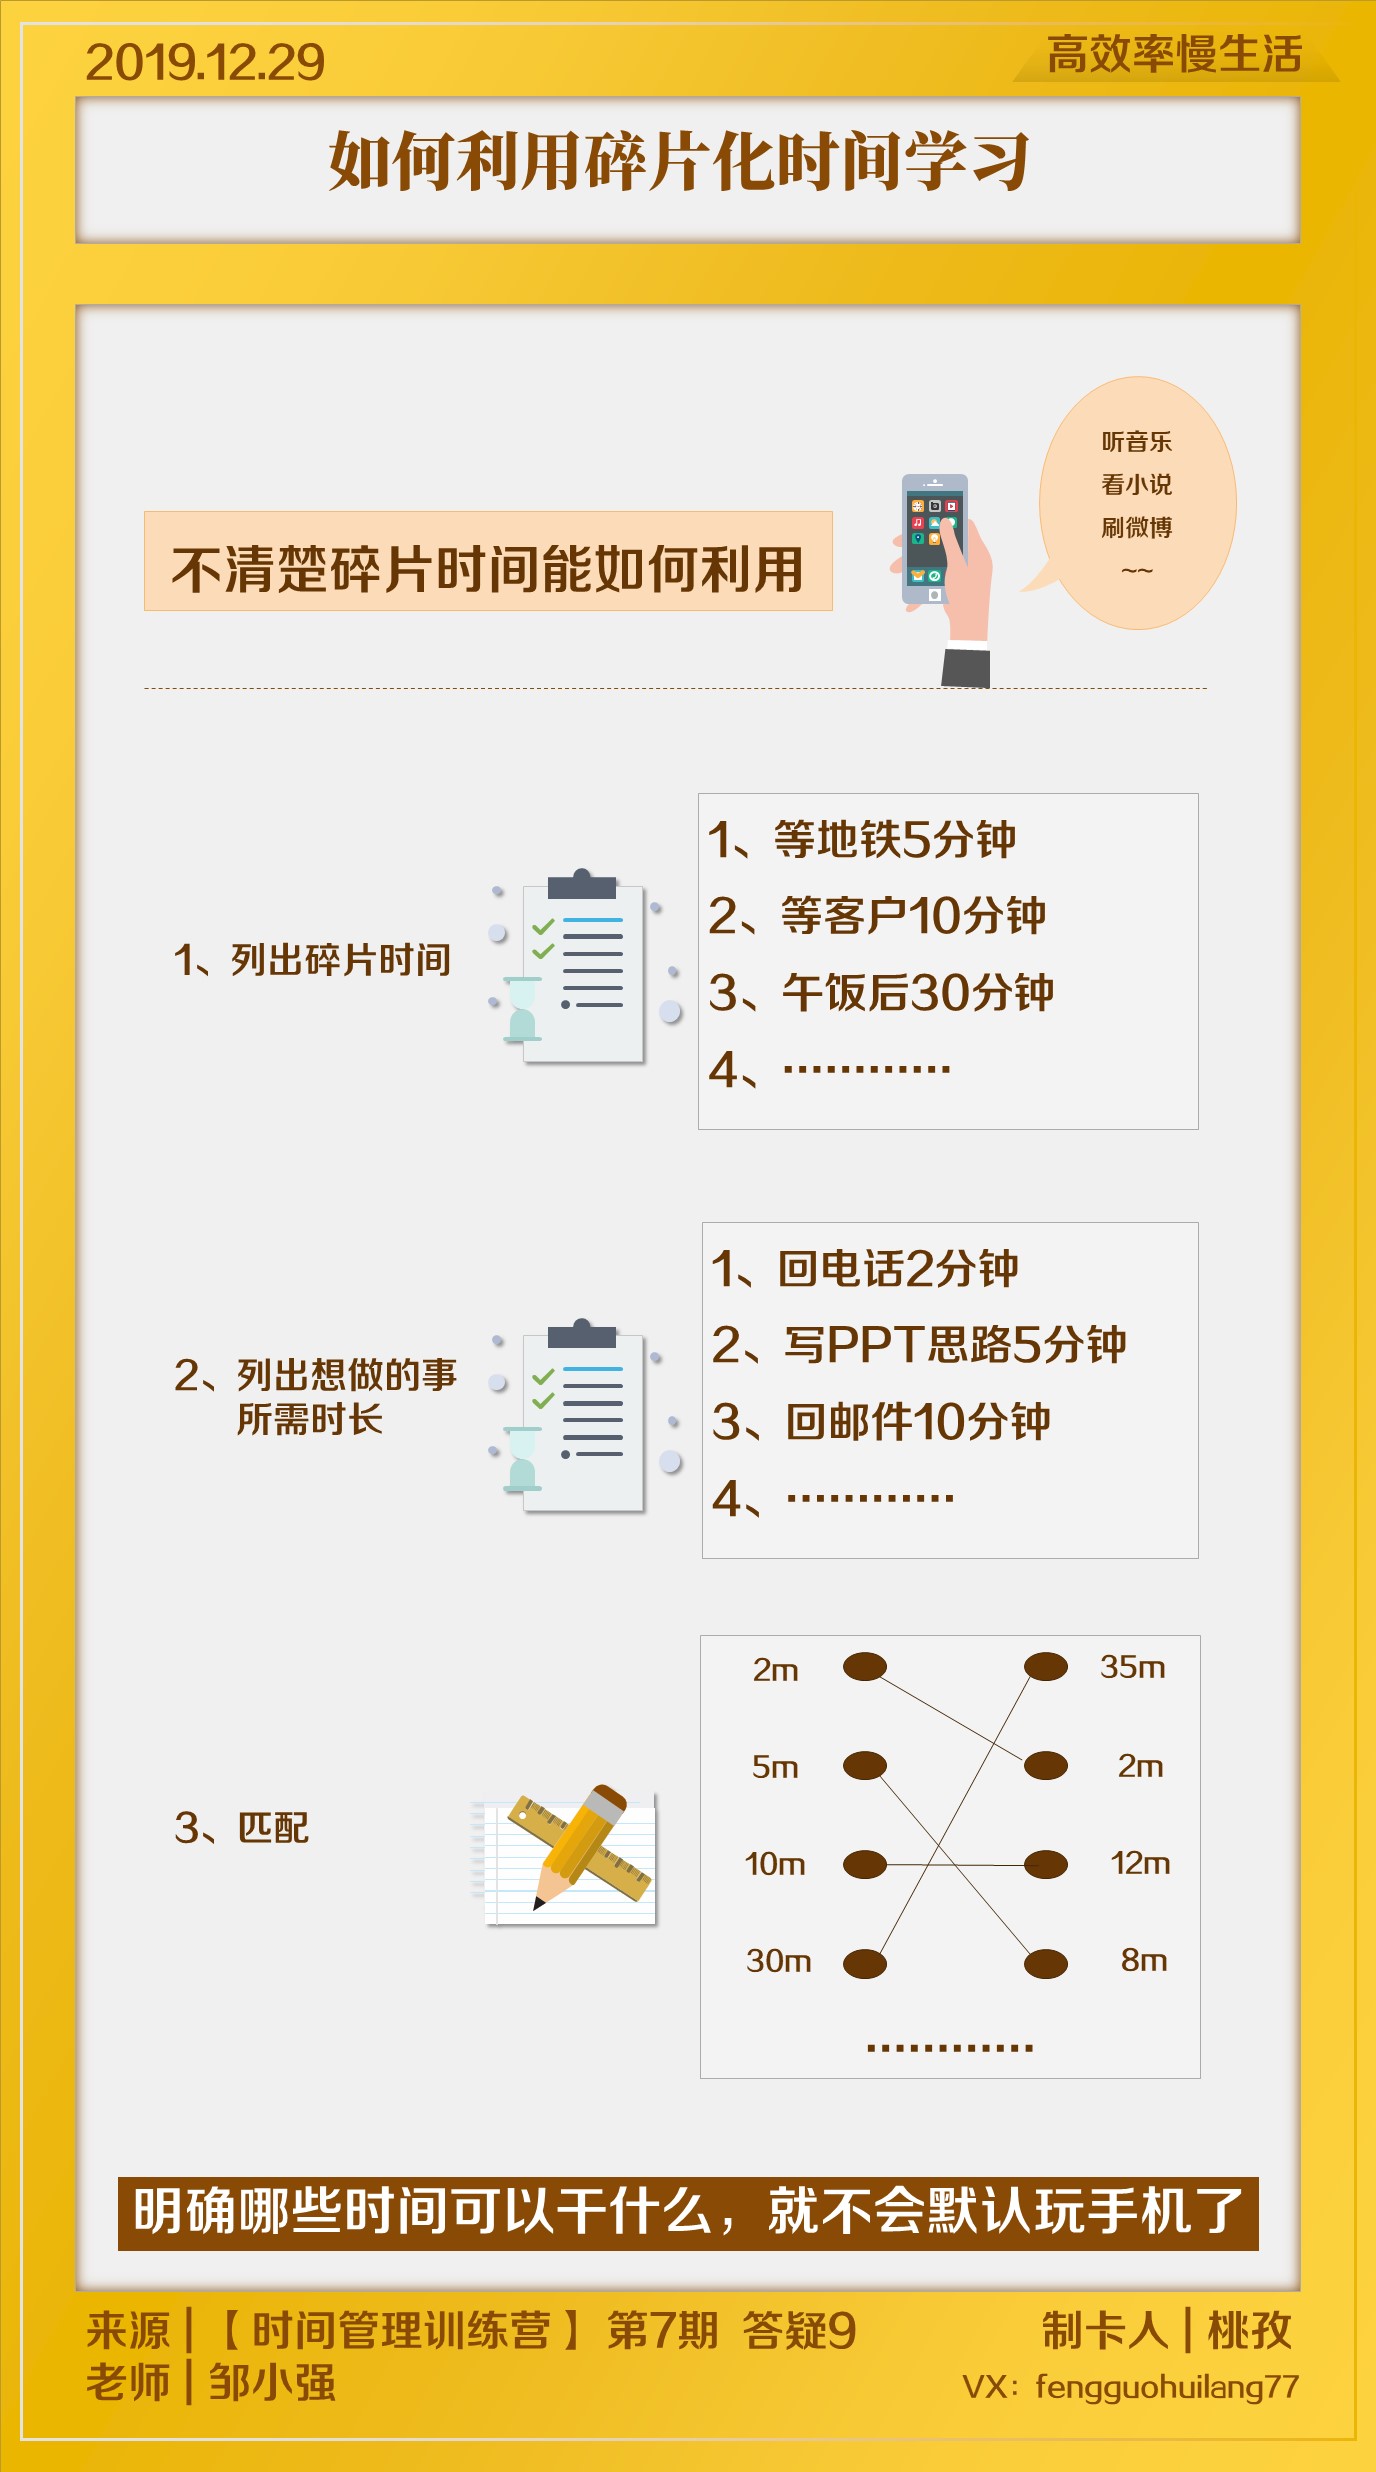 2019.12.29
高效率慢生活
如何利用碎片化时间学习
听音乐
看小说
刷微博
~~
不清楚碎片时间能如何利用
1、列出碎片时间
1、等地铁5分钟
2、等客户10分钟
3、午饭后30分钟
4、…………
2、列出想做的事
所需时长
1、回电话2分钟
2、写PPT思路5分钟
3、回邮件10分钟
4、…………
3、匹配
2m 35m
5m 2m
10m 12m
30m 8m
…………
明确哪些时间可以干什么，就不会默认玩手机了
来源|【时间管理训练营】第7期 答疑9
制卡人|桃孜
老师|邹小强
VX：fengguohuilang77